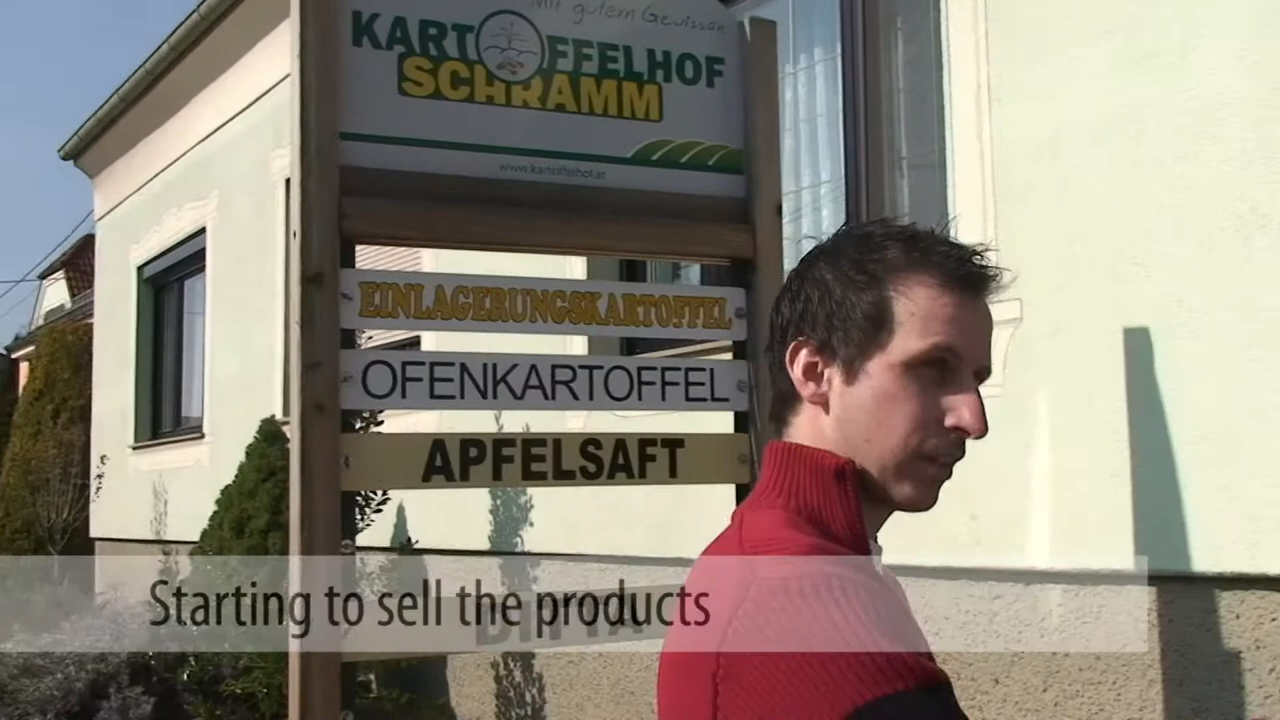 Mit gutem Gewissen
KARTOFFELHOF
SCHRAMM
www.kartoffelhof.at
EINLAGERUNGSKARTOFFEL
OFENKARTOFFEL
APFELSAFT
Starting to sell the products